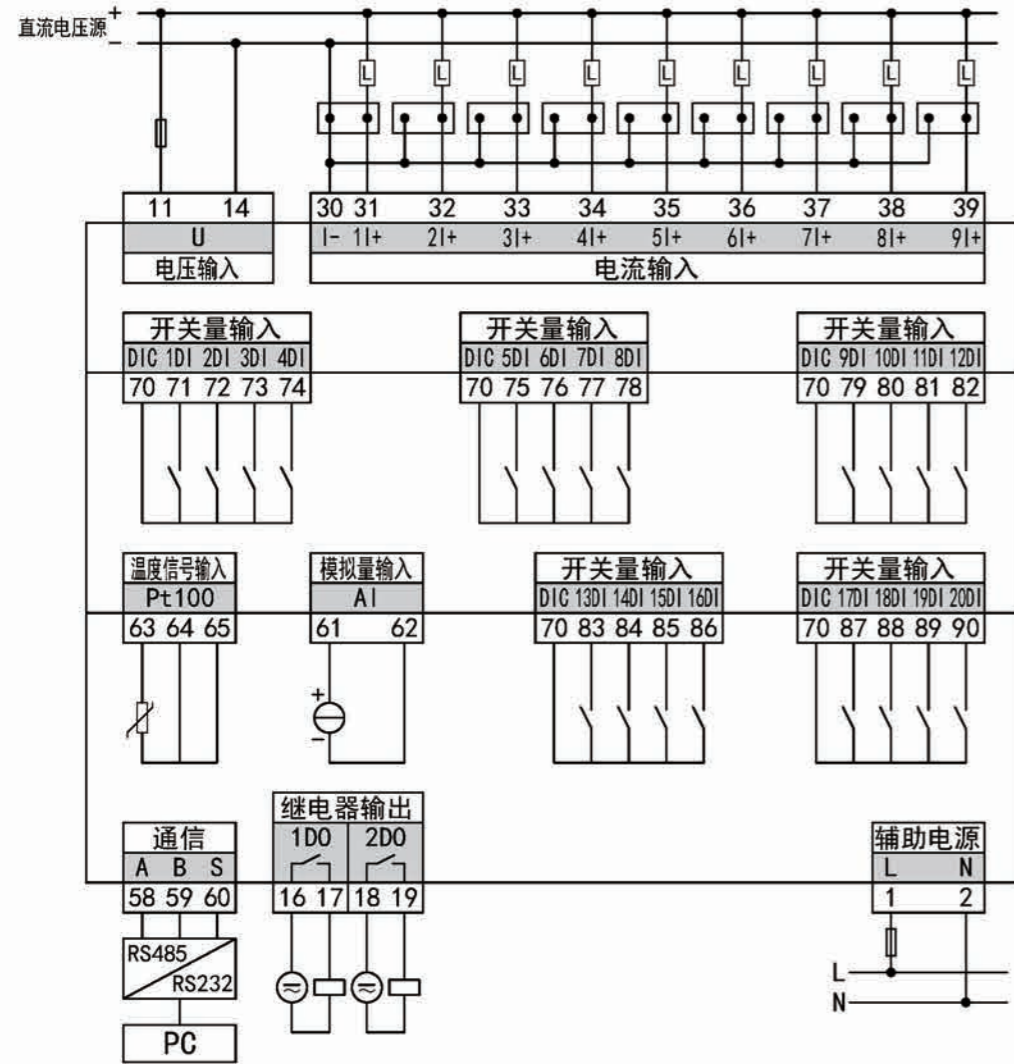 直流电压源 + −
L L L L L L L L L
11 14
U
电压输入
30 31 32 33 34 35 36 37 38 39
I- 1I+ 2I+ 3I+ 4I+ 5I+ 6I+ 7I+ 8I+ 9I+
电流输入
开关量输入
DIC 1DI 2DI 3DI 4DI
70 71 72 73 74
开关量输入
DIC 5DI 6DI 7DI 8DI
70 75 76 77 78
开关量输入
DIC 9DI 10DI 11DI 12DI
70 79 80 81 82
温度信号输入
Pt100
63 64 65
模拟量输入
AI
61 62
+
−
开关量输入
DIC 13DI 14DI 15DI 16DI
70 83 84 85 86
开关量输入
DIC 17DI 18DI 19DI 20DI
70 87 88 89 90
通信
A B S
58 59 60
RS485
RS232
PC
继电器输出
1DO 2DO
16 17 18 19
辅助电源
L N
1 2
L
N